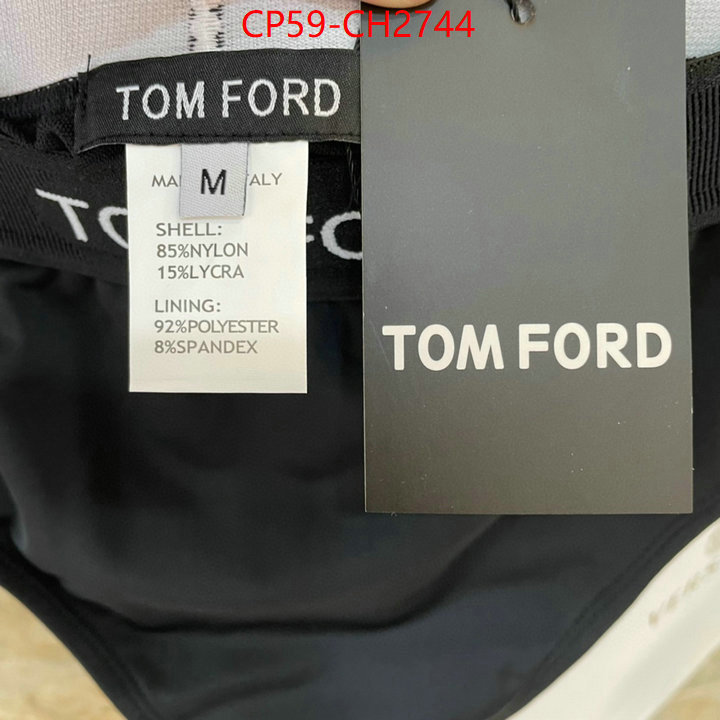 CP59-CH2744
TOM FORD
M
SHELL:
85%NYLON
15%LYCRA
LINING:
92%POLYESTER
8%SPANDEX
TOM FORD